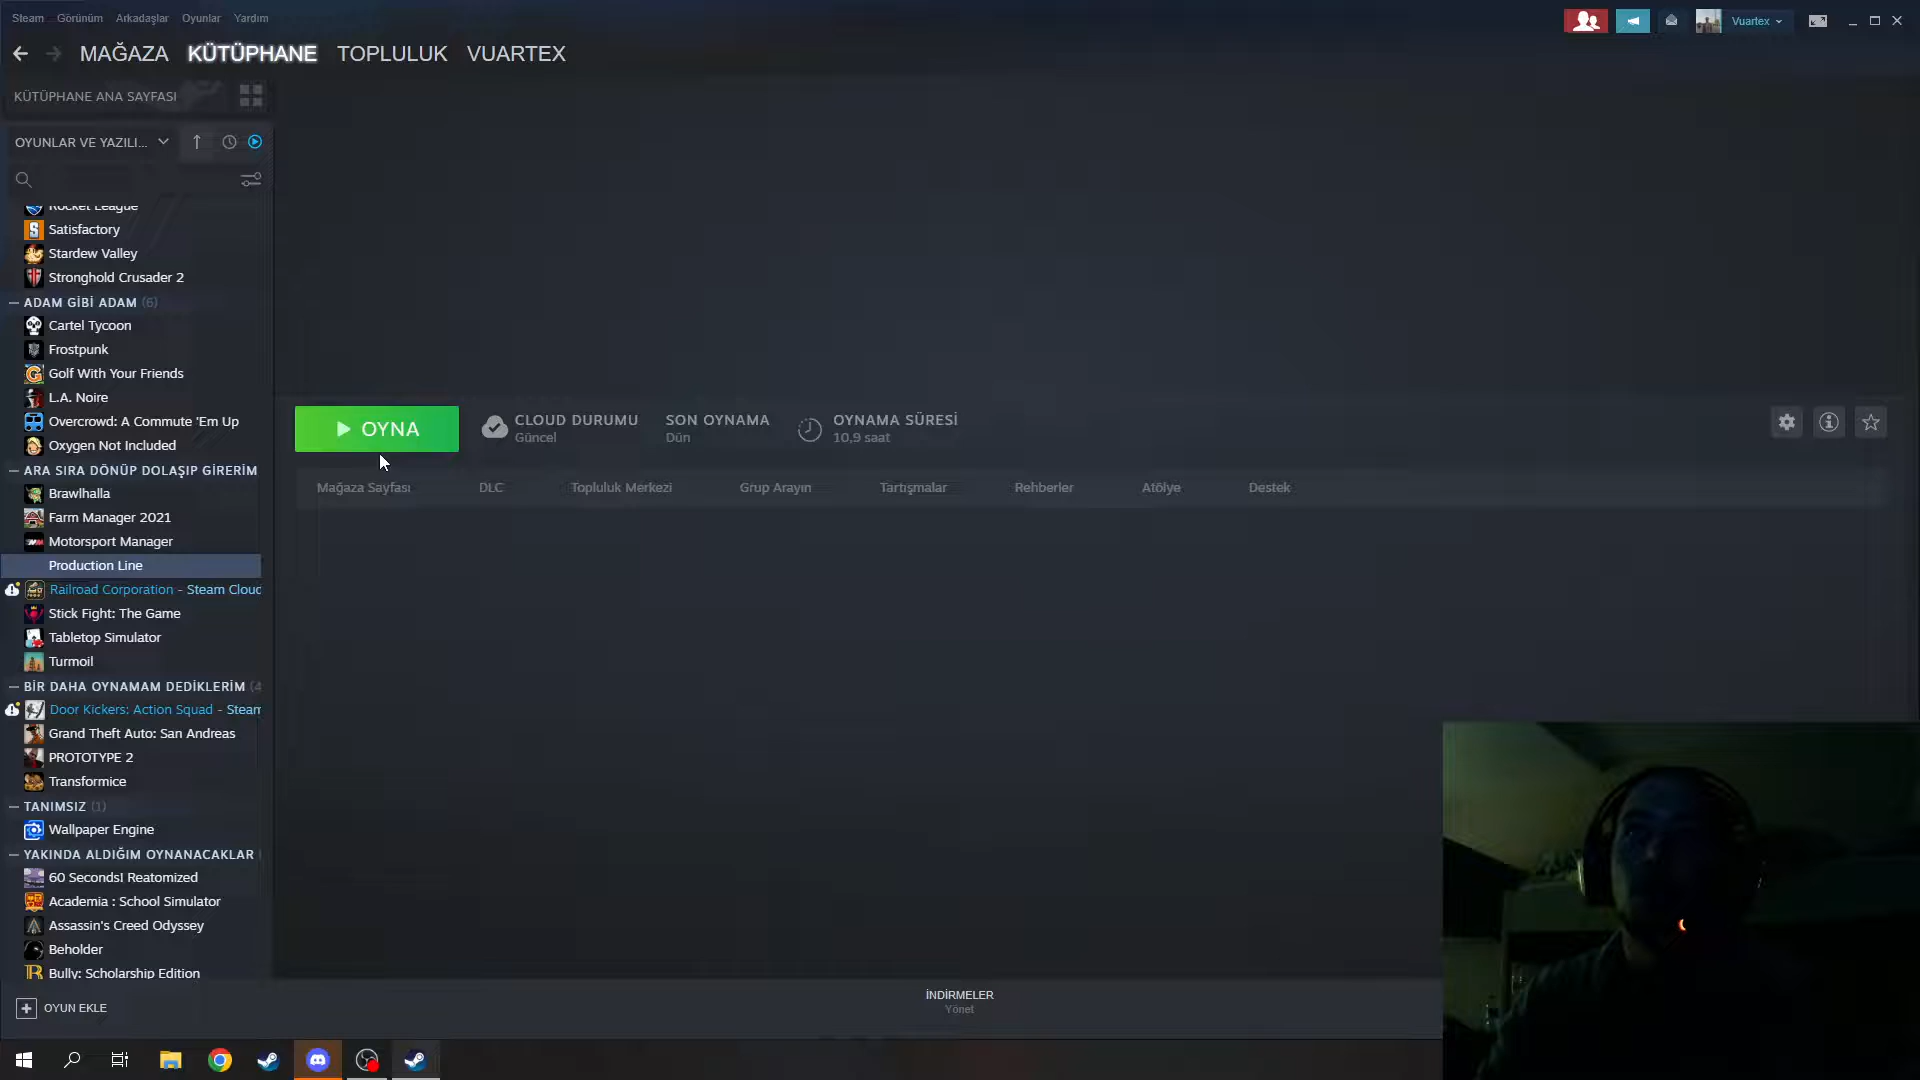 Steam Görünüm Arkadaşlar Oyunlar Yardım
Vuartex
MAĞAZA KÜTÜPHANE TOPLULUK VUARTEX
KÜTÜPHANE ANA SAYFASI
OYUNLAR VE YAZILI...
Rocket League
Satisfactory
Stardew Valley
Stronghold Crusader 2
— ADAM GİBİ ADAM (6)
Cartel Tycoon
Frostpunk
Golf With Your Friends
L.A. Noire
Overcrowd: A Commute 'Em Up
Oxygen Not Included
— ARA SIRA DÖNÜP DOLAŞIP GİRERİM
Brawlhalla
Farm Manager 2021
Motorsport Manager
Production Line
Railroad Corporation - Steam Cloud
Stick Fight: The Game
Tabletop Simulator
Turmoil
— BİR DAHA OYNAMAM DEDİKLERİM (4
Door Kickers: Action Squad - Steam
Grand Theft Auto: San Andreas
PROTOTYPE 2
Transformice
— TANIMSIZ (1)
Wallpaper Engine
— YAKINDA ALDIĞIM OYNANACAKLAR (
60 Seconds! Reatomized
Academia : School Simulator
Assassin's Creed Odyssey
Beholder
Bully: Scholarship Edition
OYUN EKLE
OYNA
CLOUD DURUMU
Güncel
SON OYNAMA
Dün
OYNAMA SÜRESİ
10,9 saat
Mağaza Sayfası DLC Topluluk Merkezi Grup Arayın Tartışmalar Rehberler Atölye Destek
İNDİRMELER
Yönet